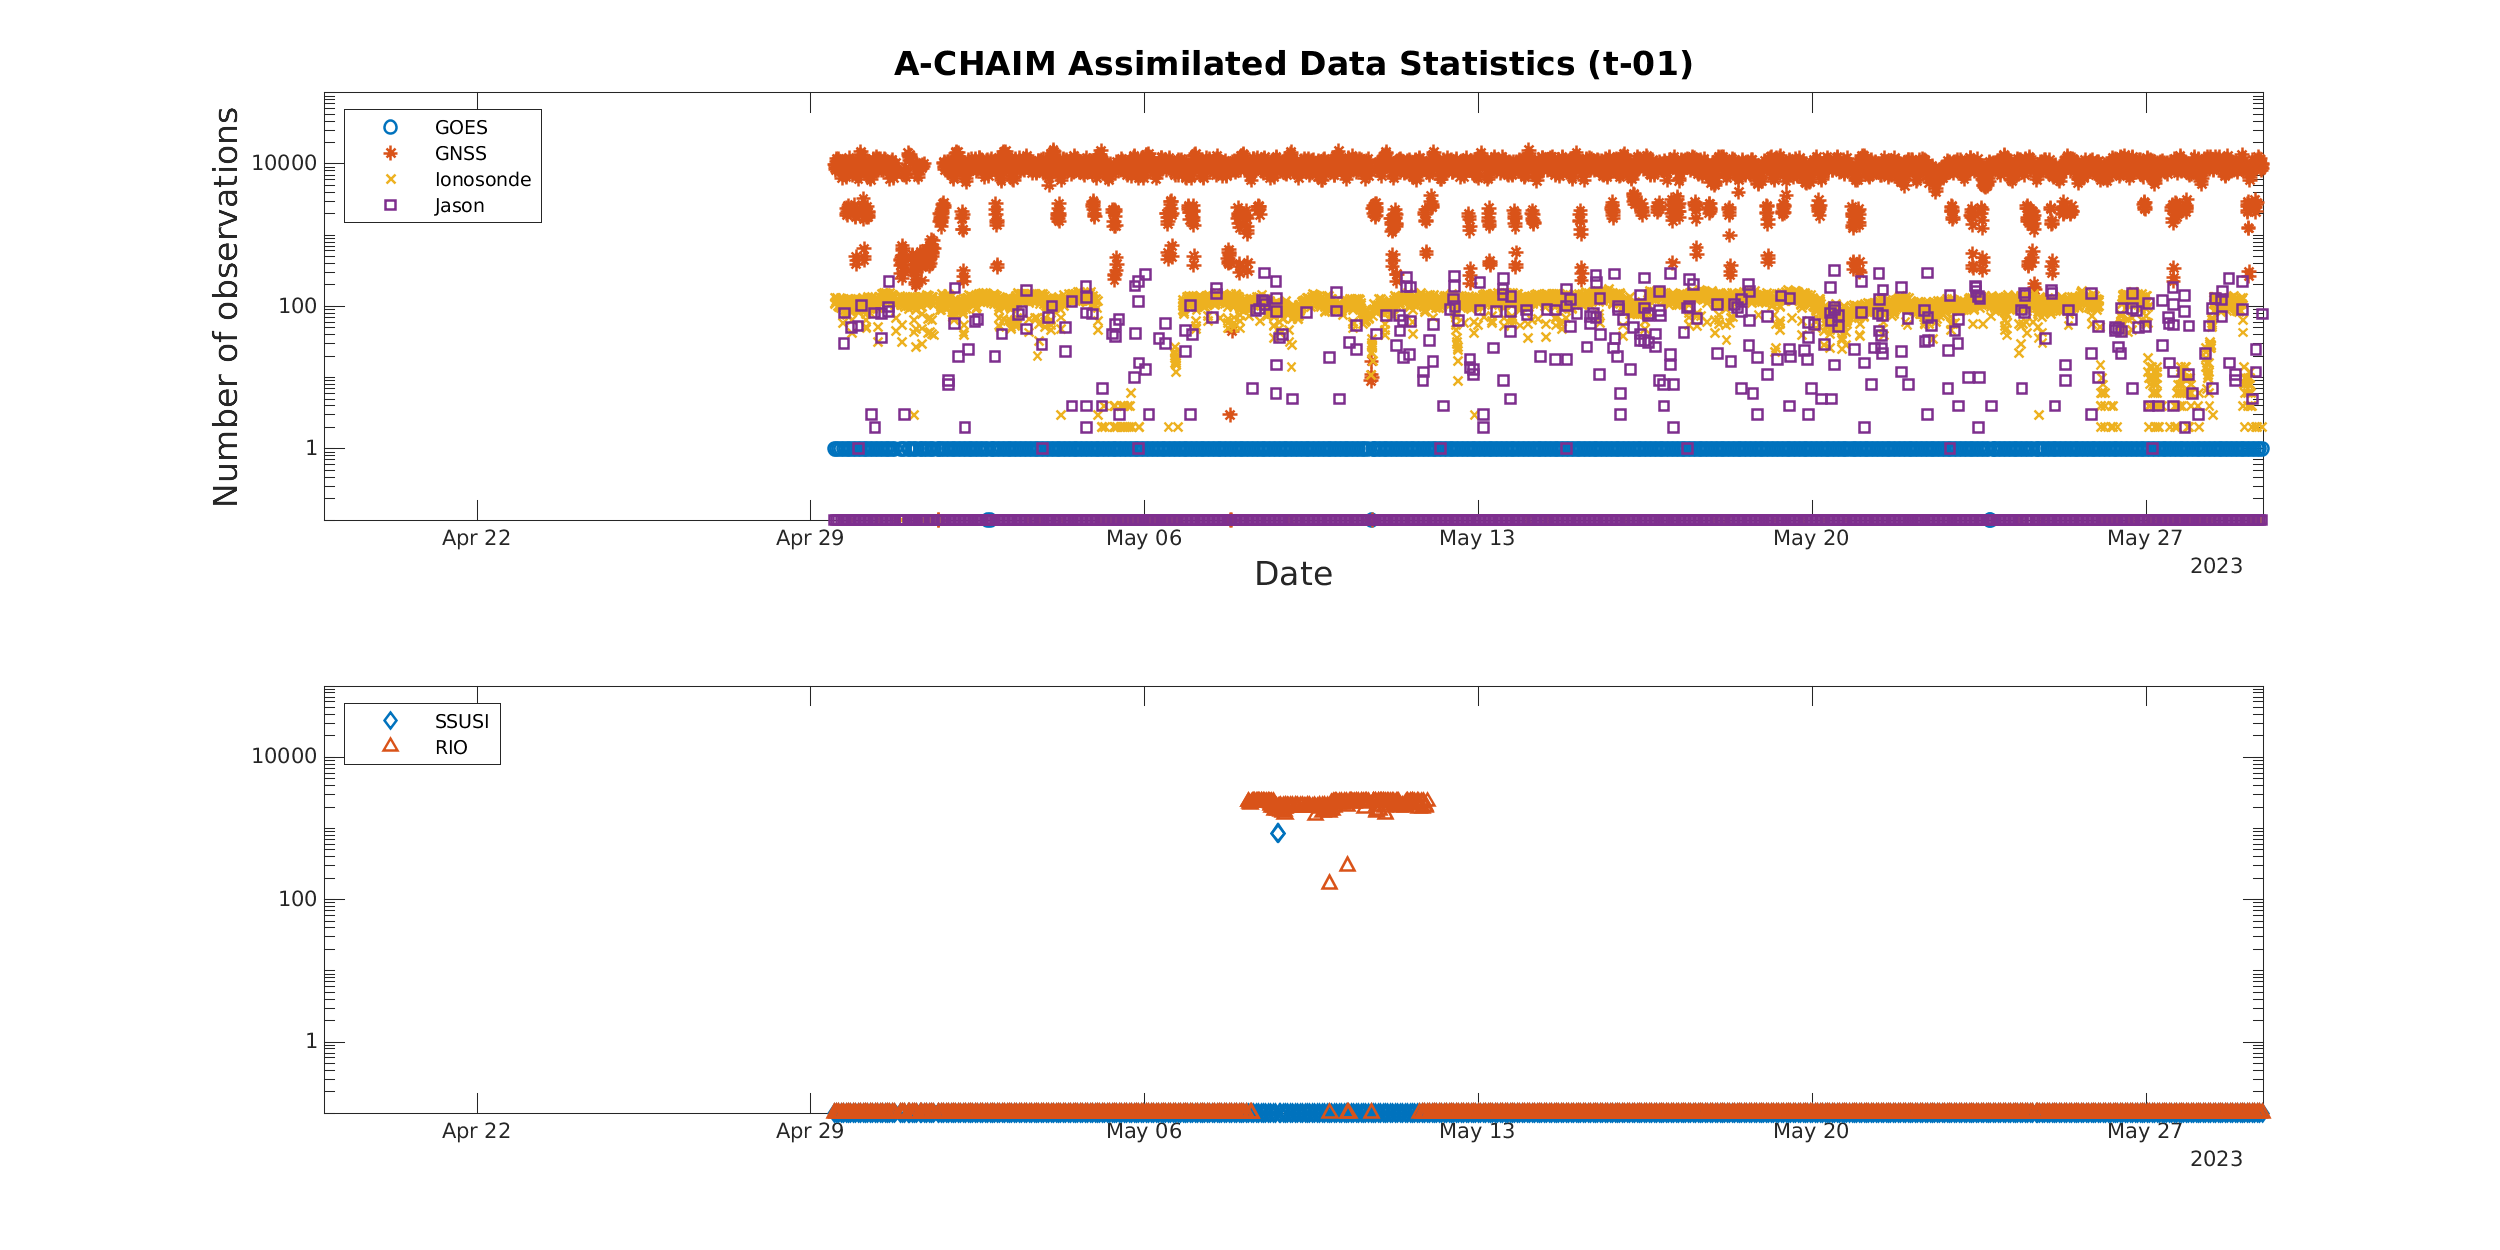 A-CHAIM Assimilated Data Statistics (t-01)
Number of observations
10000
100
1
GOES
GNSS
Ionosonde
Jason
Apr 22
Apr 29
May 06
May 13
May 20
May 27
2023
Date
10000
100
1
SSUSI
RIO
Apr 22
Apr 29
May 06
May 13
May 20
May 27
2023